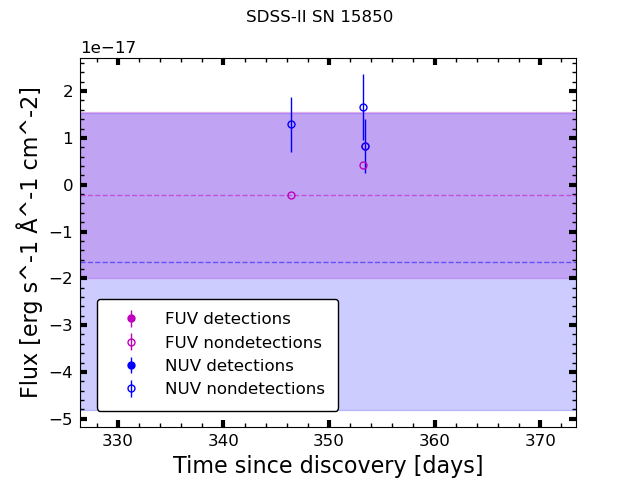 SDSS-II SN 15850
1e−17
2
1
0
−1
−2
−3
−4
−5
Flux [erg s^-1 Å^-1 cm^-2]
FUV detections
FUV nondetections
NUV detections
NUV nondetections
330 340 350 360 370
Time since discovery [days]